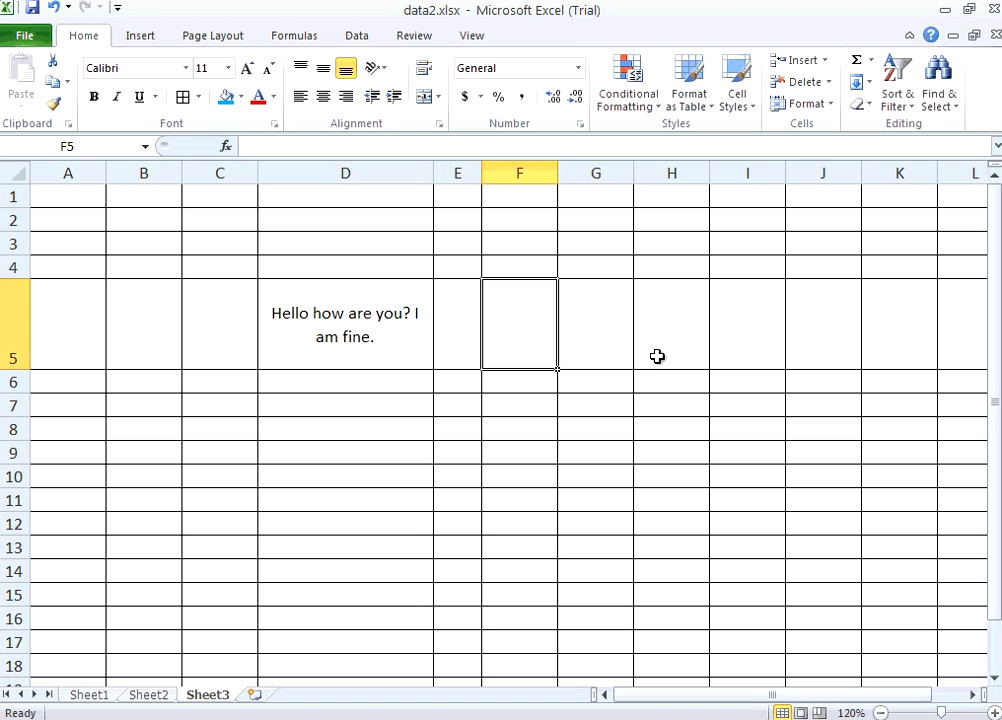 data2.xlsx - Microsoft Excel (Trial)
File Home Insert Page Layout Formulas Data Review View
Paste
Calibri 11
B I U
General
$ % ,
Conditional Formatting
Format as Table
Cell Styles
Insert
Delete
Format
Σ
Sort & Filter
Find & Select
Clipboard Font Alignment Number Styles Cells Editing
F5 fx
A B C D E F G H I J K L
1
2
3
4
5
Hello how are you? I
am fine.
6
7
8
9
10
11
12
13
14
15
16
17
18
Sheet1 Sheet2 Sheet3
Ready 120%